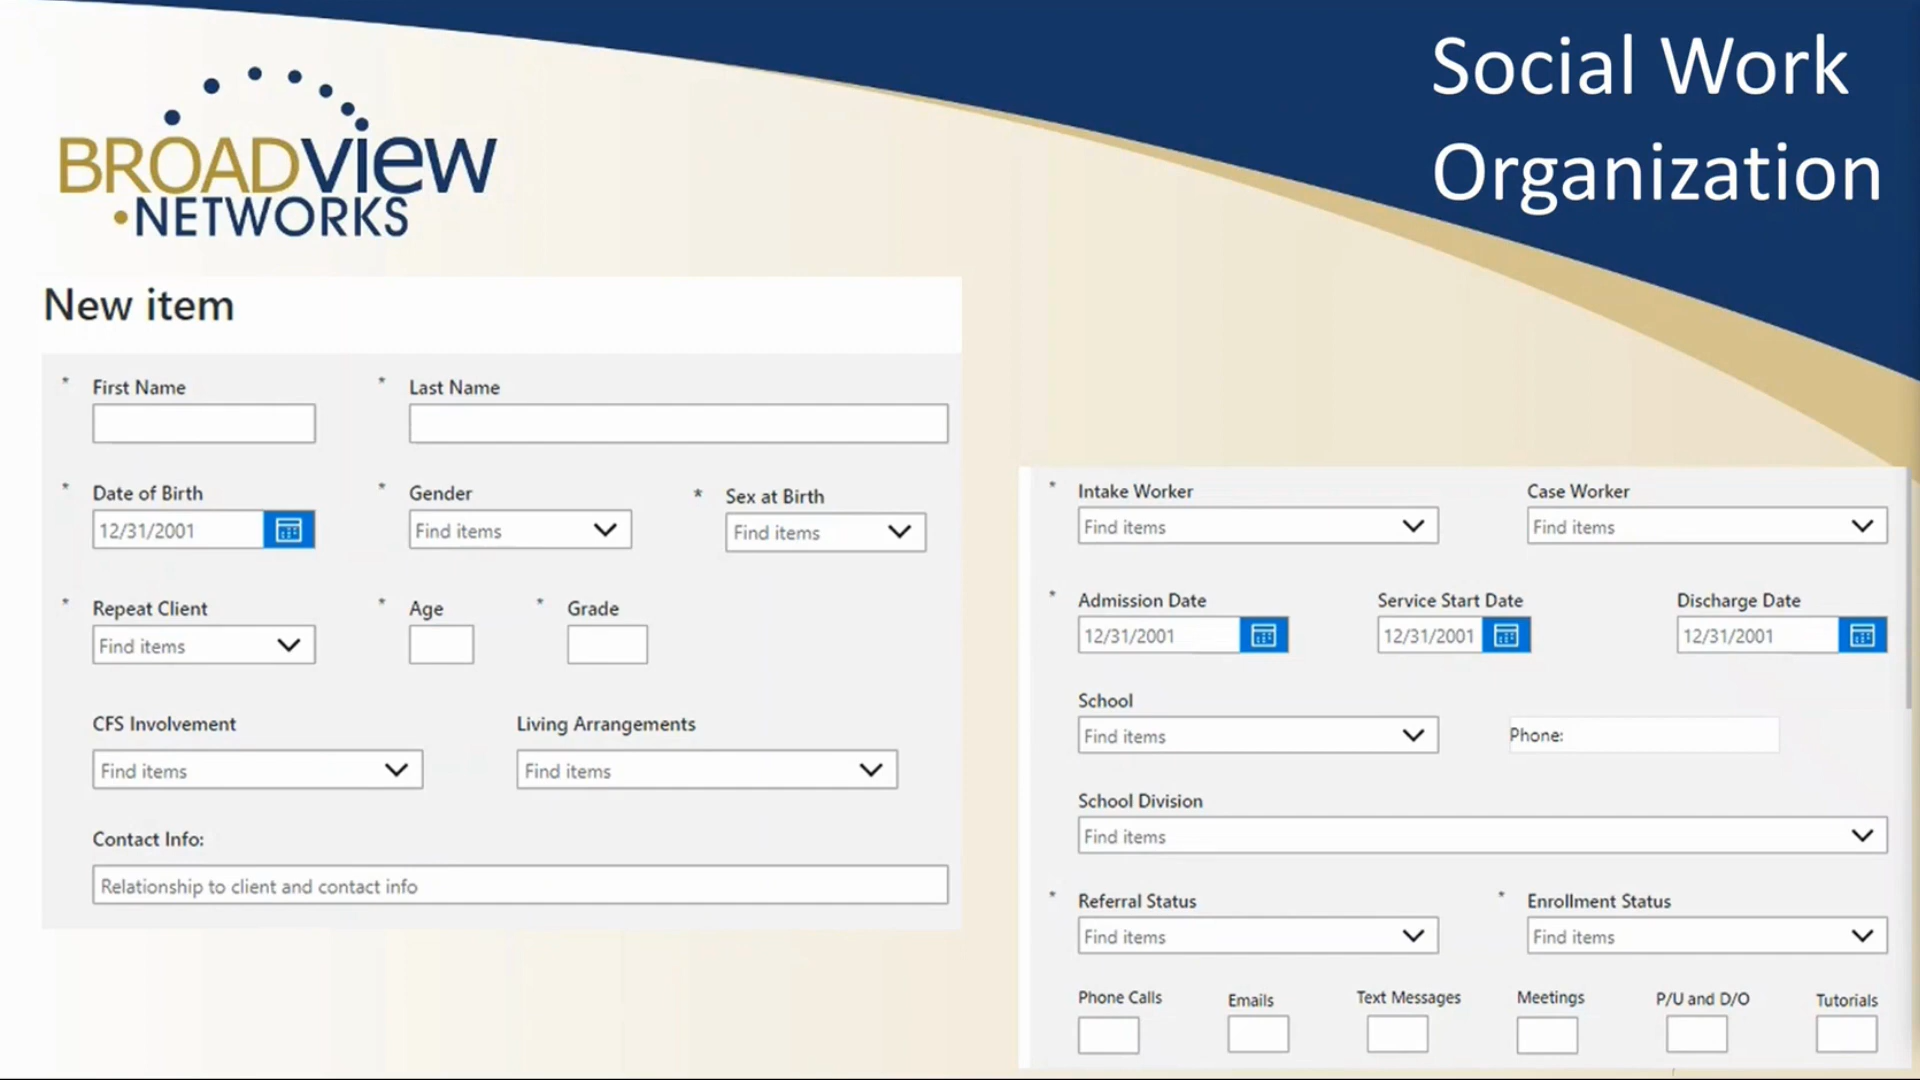 Social Work
Organization
BROADVIEW
NETWORKS
New item
* First Name * Last Name
* Date of Birth * Gender * Sex at Birth
12/31/2001 Find items Find items
* Repeat Client * Age * Grade
Find items
CFS Involvement Living Arrangements
Find items Find items
Contact Info:
Relationship to client and contact info
* Intake Worker Case Worker
Find items Find items
* Admission Date Service Start Date Discharge Date
12/31/2001 12/31/2001 12/31/2001
School
Find items Phone:
School Division
Find items
* Referral Status * Enrollment Status
Find items Find items
Phone Calls Emails Text Messages Meetings P/U and D/O Tutorials